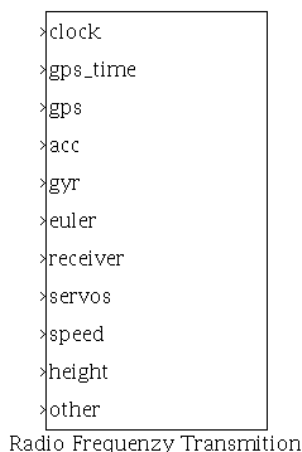 clock
gps_time
gps
acc
gyr
euler
receiver
servos
speed
height
other
Radio Frequenzy Transmition